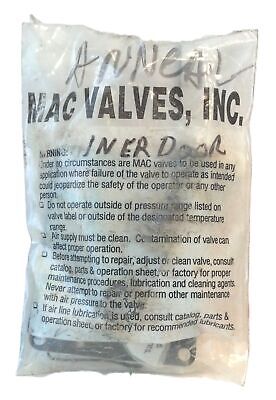 ANNEAL
MAC VALVES, INC.
INER DOOR
WARNING:
Under no circumstances are MAC valves to be used in any
application where failure of the valve to operate as intended
could jeopardize the safety of the operator or any other
person.
□ Do not operate outside of pressure range listed on
valve label or outside of the designated temperature
range.
□ Air supply must be clean. Contamination of valve can
affect proper operation.
□ Before attempting to repair, adjust or clean valve, consult
catalog, parts & operation sheet, or factory for proper
maintenance procedures, lubrication and cleaning agents.
Never attempt to repair or perform other maintenance
with air pressure to the valve.
□ If air line lubrication is used, consult catalog, parts &
operation sheet, or factory for recommended lubricants.